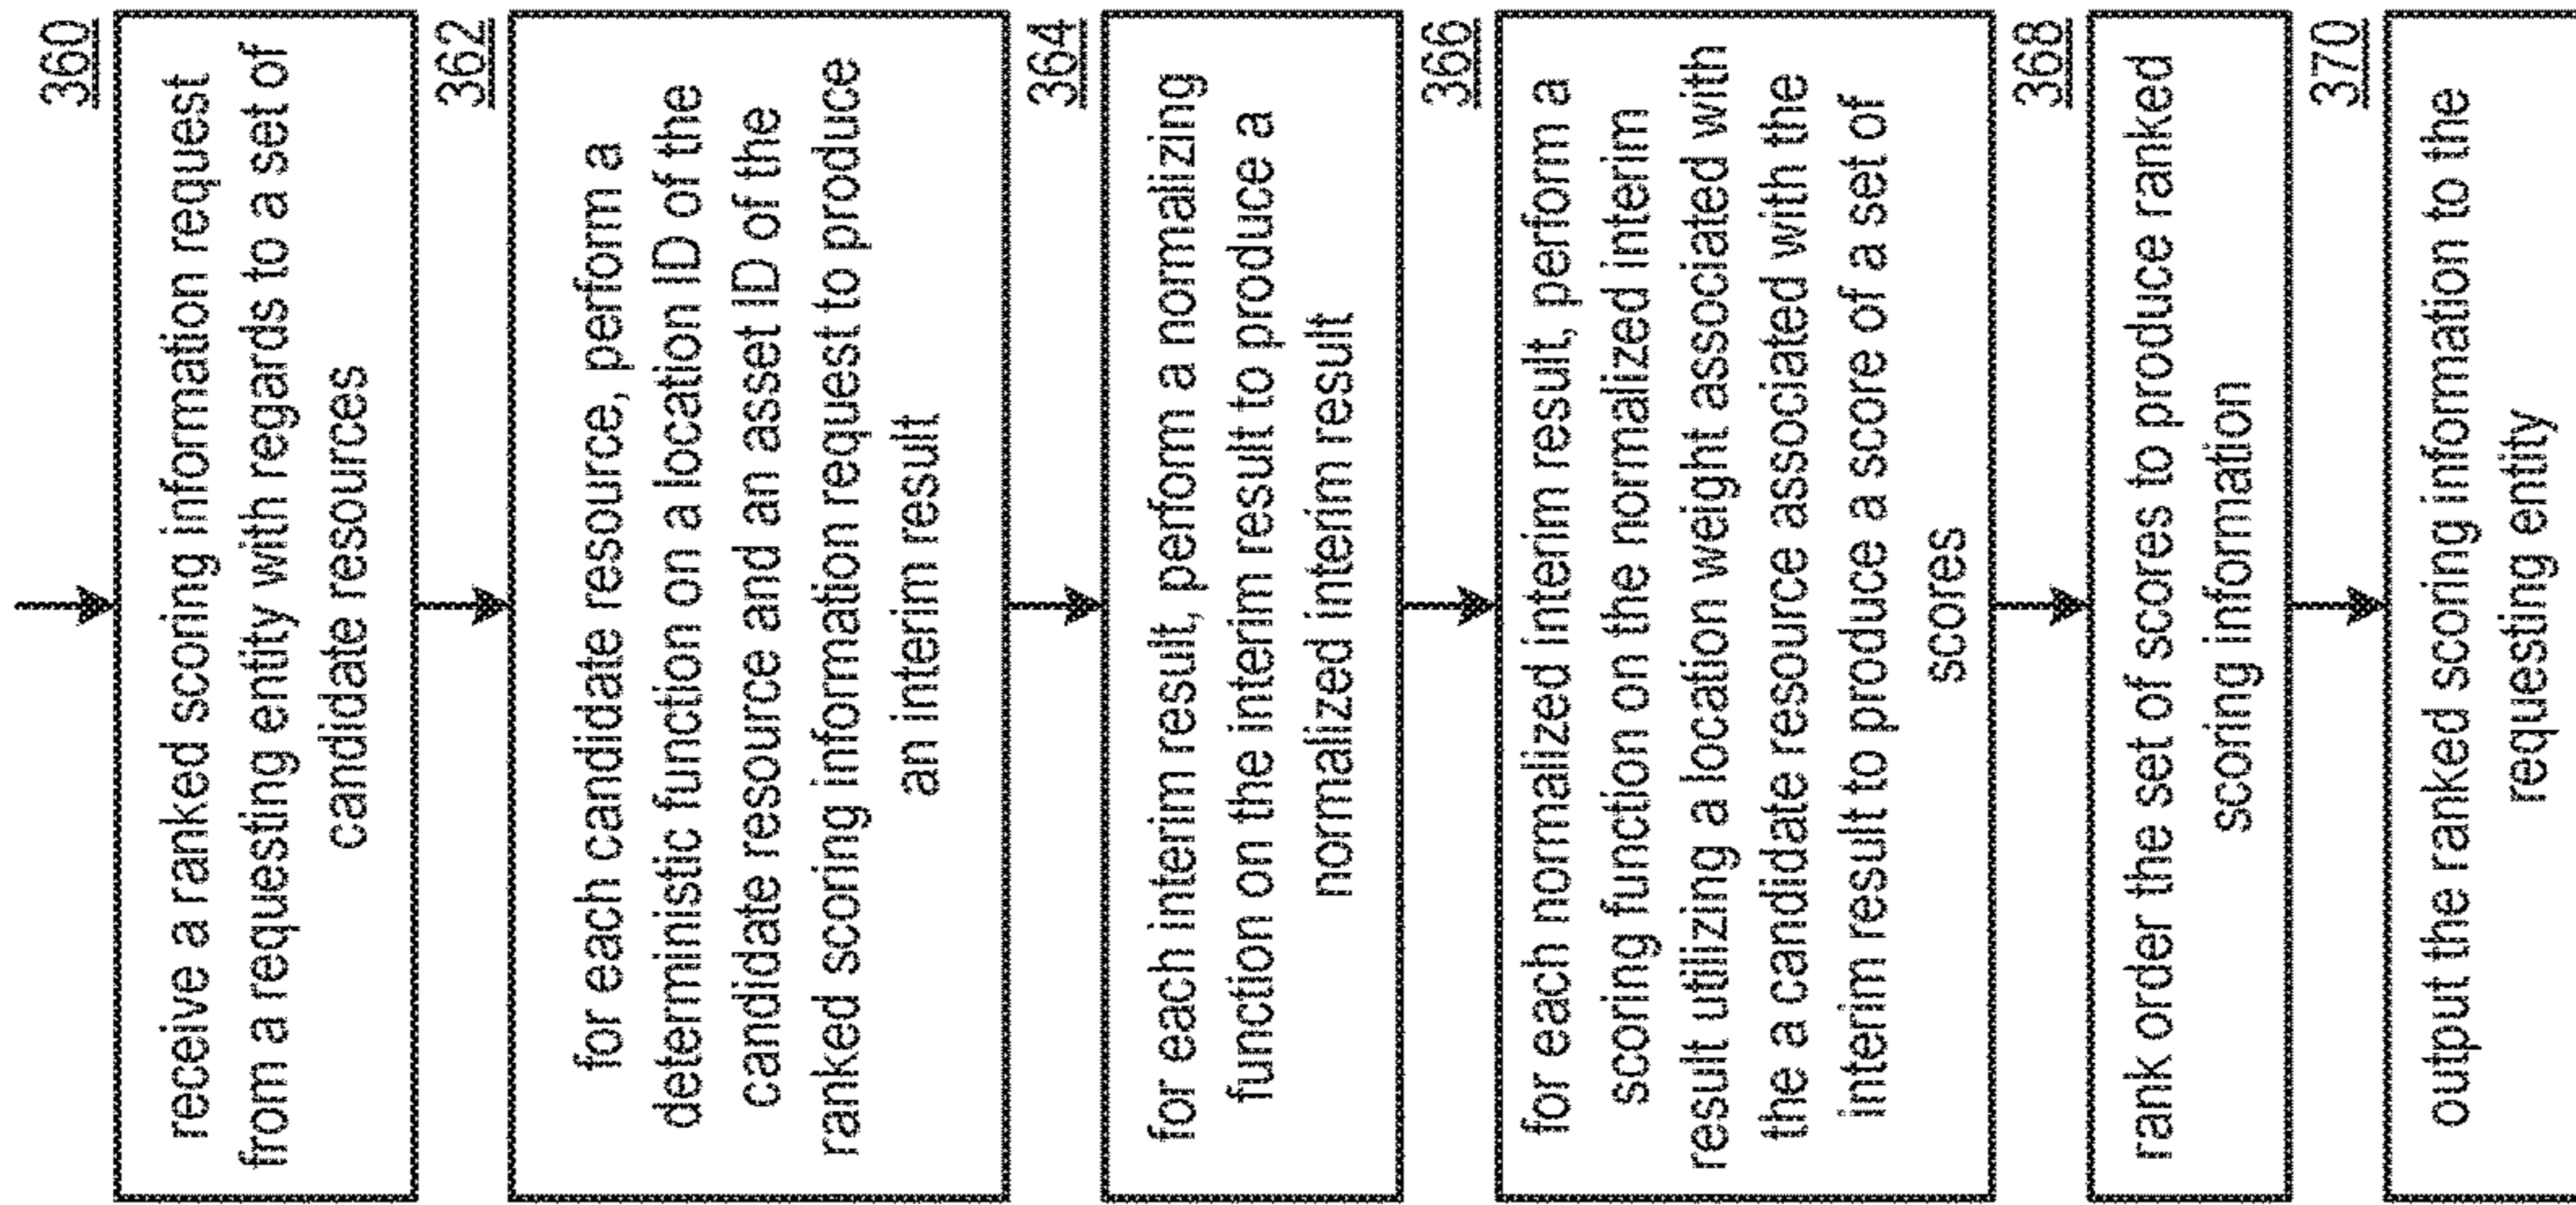 360
receive a ranked scoring information request
from a requesting entity with regards to a set of
candidate resources
362
for each candidate resource, perform a
deterministic function on a location ID of the
candidate resource and an asset ID of the
ranked scoring information request to produce
an interim result
364
for each interim result, perform a normalizing
function on the interim result to produce a
normalized interim result
366
for each normalized interim result, perform a
scoring function on the normalized interim
result utilizing a location weight associated with
the a candidate resource associated with the
interim result to produce a score of a set of
scores
368
rank order the set of scores to produce ranked
scoring information
370
output the ranked scoring information to the
requesting entity